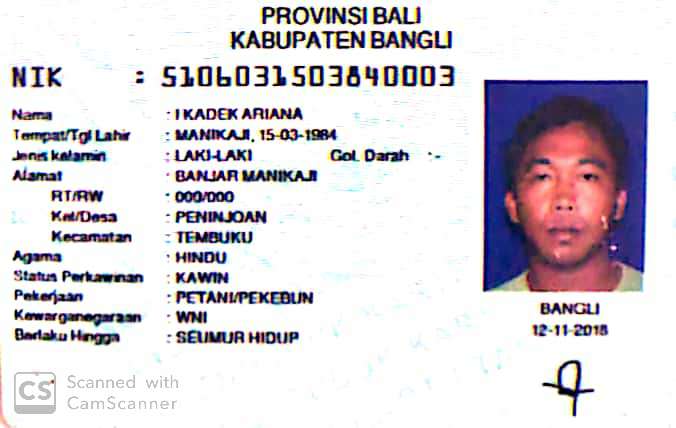 PROVINSI BALI
KABUPATEN BANGLI
NIK : 5106031503840003
Nama : I KADEK ARIANA
Tempat/Tgl Lahir : MANIKAJI, 15-03-1984
Jenis kelamin : LAKI-LAKI Gol. Darah :-
Alamat : BANJAR MANIKAJI
RT/RW : 000/000
Kel/Desa : PENINJOAN
Kecamatan : TEMBUKU
Agama : HINDU
Status Perkawinan : KAWIN
Pekerjaan : PETANI/PEKEBUN
Kewarganegaraan : WNI
Berlaku Hingga : SEUMUR HIDUP
BANGLI
12-11-2018
CS Scanned with
CamScanner